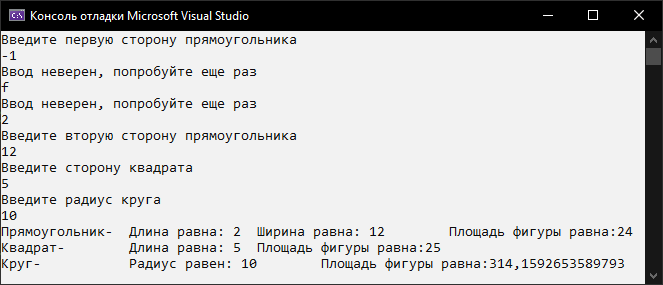 Консоль отладки Microsoft Visual Studio
Введите первую сторону прямоугольника
-1
Ввод неверен, попробуйте еще раз
f
Ввод неверен, попробуйте еще раз
2
Введите вторую сторону прямоугольника
12
Введите сторону квадрата
5
Введите радиус круга
10
Прямоугольник- Длина равна: 2 Ширина равна: 12 Площадь фигуры равна:24
Квадрат- Длина равна: 5 Площадь фигуры равна:25
Круг- Радиус равен: 10 Площадь фигуры равна:314,1592653589793